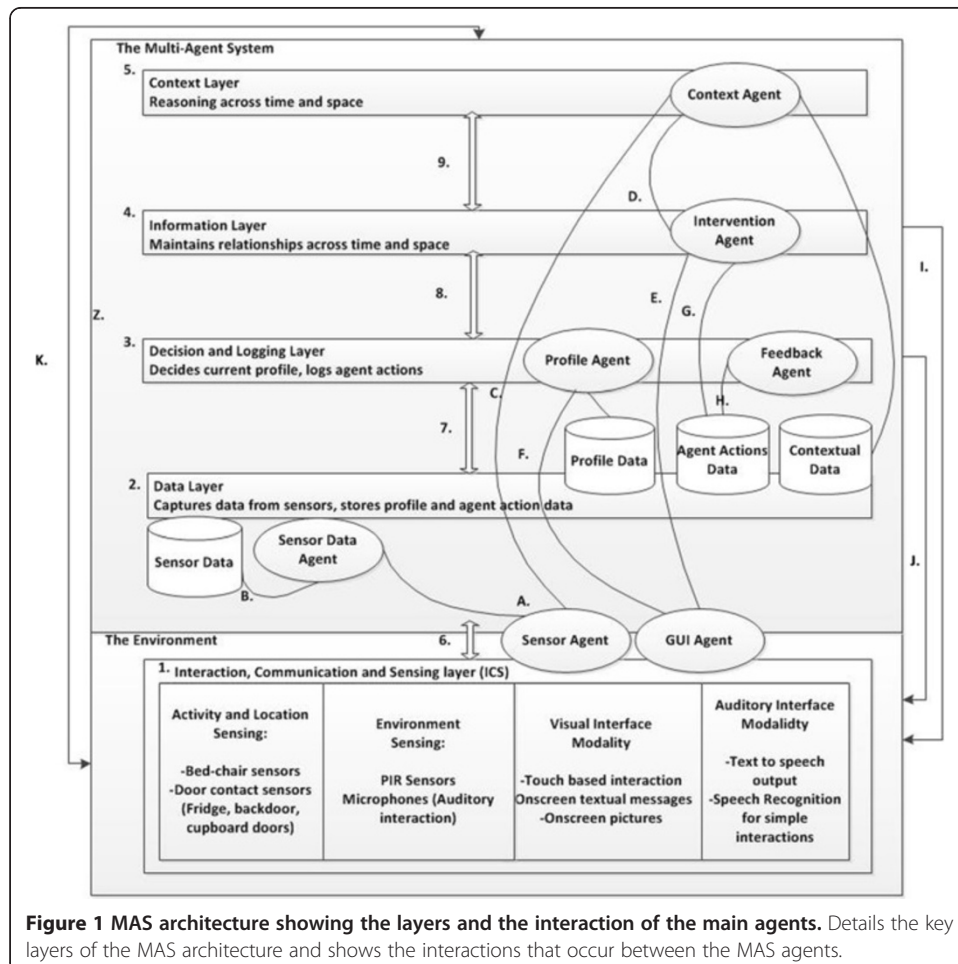 The Multi-Agent System
5.
Context Layer
Reasoning across time and space
Context Agent
9.
D.
4.
Information Layer
Maintains relationships across time and space
Intervention
Agent
I.
8.
E.
G.
Z.
K.
3.
Decision and Logging Layer
Decides current profile, logs agent actions
Profile Agent
Feedback
Agent
C.
H.
7.
F.
Profile Data
Agent Actions
Data
Contextual
Data
2.
Data Layer
Captures data from sensors, stores profile and agent action data
Sensor Data
Sensor Data
Agent
B.
A.
J.
The Environment
6.
Sensor Agent
GUI Agent
1. Interaction, Communication and Sensing layer (ICS)
Activity and Location
Sensing:
-Bed-chair sensors
-Door contact sensors
(Fridge, backdoor,
cupboard doors)
Environment
Sensing:
PIR Sensors
Microphones (Auditory
interaction)
Visual Interface
Modality
-Touch based interaction
Onscreen textual messages
-Onscreen pictures
Auditory Interface
Modalidty
-Text to speech
output
-Speech Recognition
for simple
interactions
Figure 1 MAS architecture showing the layers and the interaction of the main agents. Details the key
layers of the MAS architecture and shows the interactions that occur between the MAS agents.